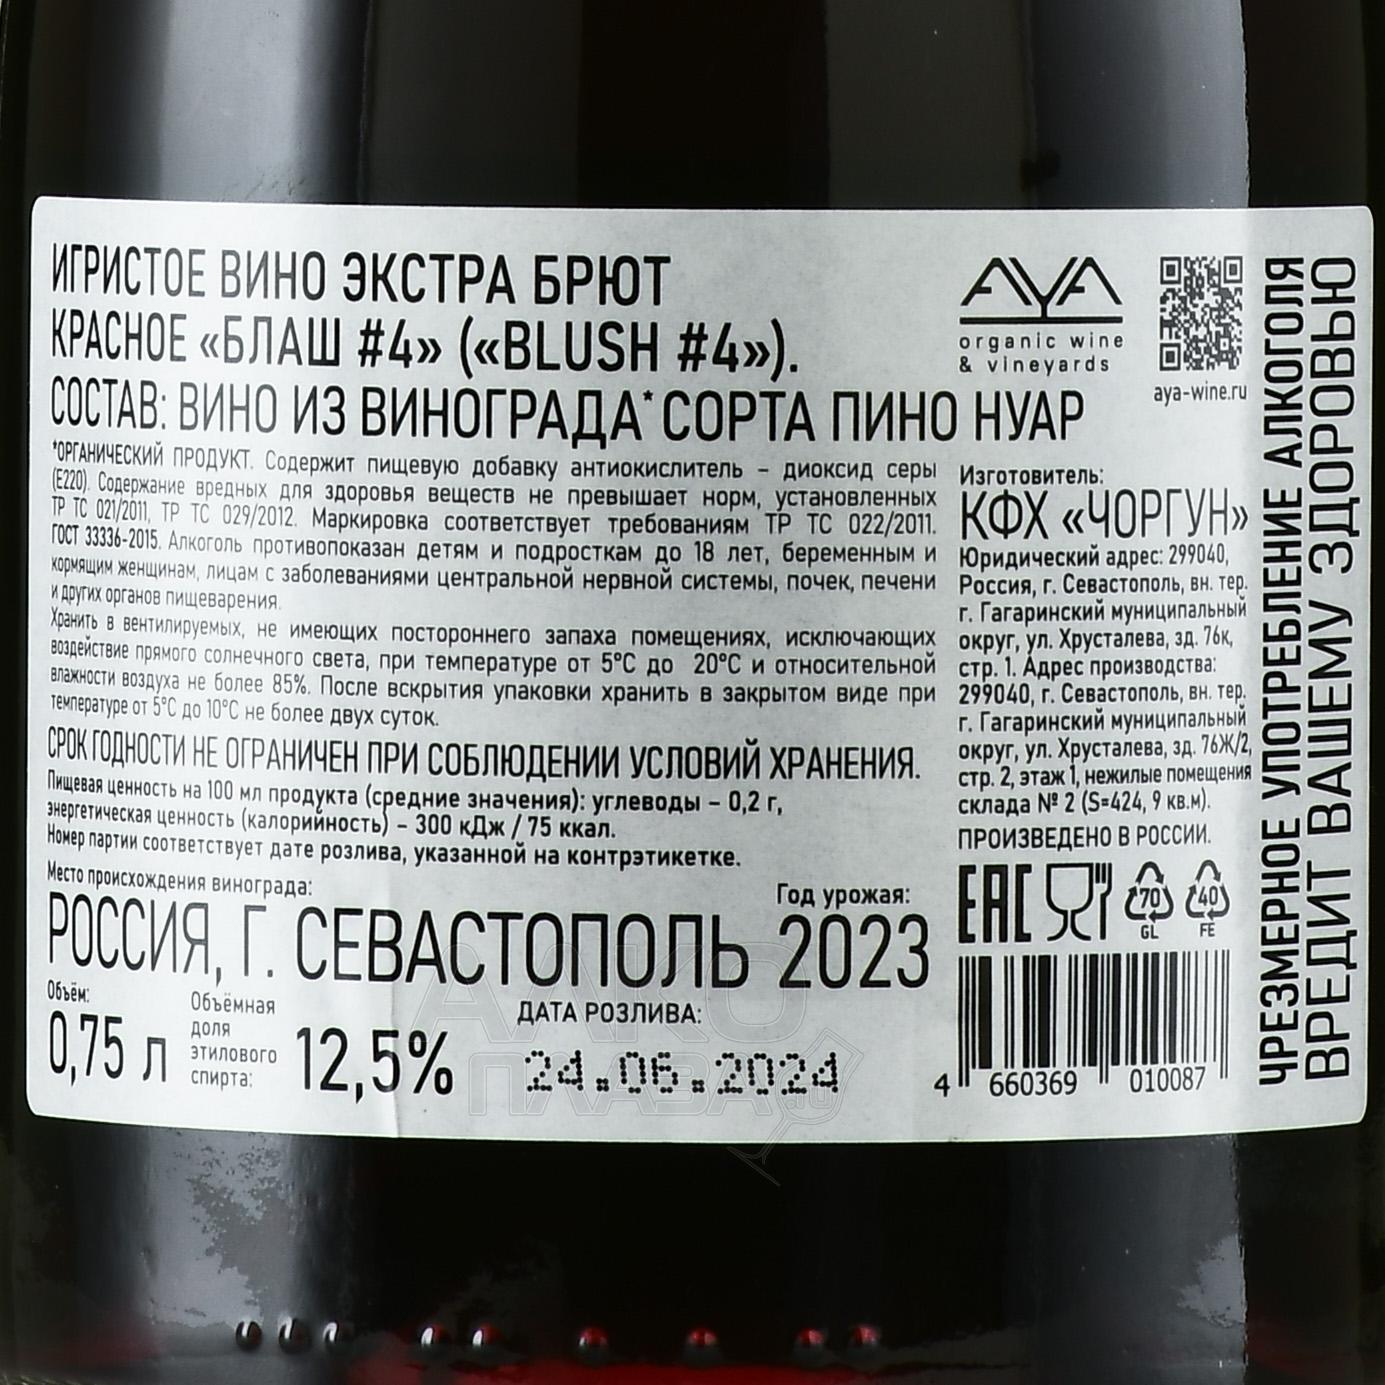 ИГРИСТОЕ ВИНО ЭКСТРА БРЮТ
КРАСНОЕ «БЛАШ #4» («BLUSH #4»).
СОСТАВ: ВИНО ИЗ ВИНОГРАДА* СОРТА ПИНО НУАР
*ОРГАНИЧЕСКИЙ ПРОДУКТ. Содержит пищевую добавку антиокислитель – диоксид серы
(Е220). Содержание вредных для здоровья веществ не превышает норм, установленных
ТР ТС 021/2011, ТР ТС 029/2012. Маркировка соответствует требованиям ТР ТС 022/2011.
ГОСТ 33336-2015. Алкоголь противопоказан детям и подросткам до 18 лет, беременным и
кормящим женщинам, лицам с заболеваниями центральной нервной системы, почек, печени
и других органов пищеварения.
Хранить в вентилируемых, не имеющих постороннего запаха помещениях, исключающих
воздействие прямого солнечного света, при температуре от 5°С до 20°С и относительной
влажности воздуха не более 85%. После вскрытия упаковки хранить в закрытом виде при
температуре от 5°С до 10°С не более двух суток.
СРОК ГОДНОСТИ НЕ ОГРАНИЧЕН ПРИ СОБЛЮДЕНИИ УСЛОВИЙ ХРАНЕНИЯ.
Пищевая ценность на 100 мл продукта (средние значения): углеводы – 0,2 г,
энергетическая ценность (калорийность) – 300 кДж / 75 ккал.
Номер партии соответствует дате розлива, указанной на контрэтикетке.
Место происхождения винограда:
РОССИЯ, Г. СЕВАСТОПОЛЬ
Год урожая:
2023
Объём:
0,75 л
Объёмная
доля
этилового
спирта:
12,5%
ДАТА РОЗЛИВА:
24.06.2024
AYA
organic wine
& vineyards
aya-wine.ru
Изготовитель:
КФХ «ЧОРГУН»
Юридический адрес: 299040,
Россия, г. Севастополь, вн. тер.
г. Гагаринский муниципальный
округ, ул. Хрусталева, зд. 76к,
стр. 1. Адрес производства:
299040, г. Севастополь, вн. тер.
г. Гагаринский муниципальный
округ, ул. Хрусталева, зд. 76Ж/2,
стр. 2, этаж 1, нежилые помещения
склада № 2 (S=424, 9 кв.м).
ПРОИЗВЕДЕНО В РОССИИ.
EAC
70
GL
40
FE
4 660369 010087
ЧРЕЗМЕРНОЕ УПОТРЕБЛЕНИЕ АЛКОГОЛЯ
ВРЕДИТ ВАШЕМУ ЗДОРОВЬЮ
АЛКО
ПЛАЗА.ru